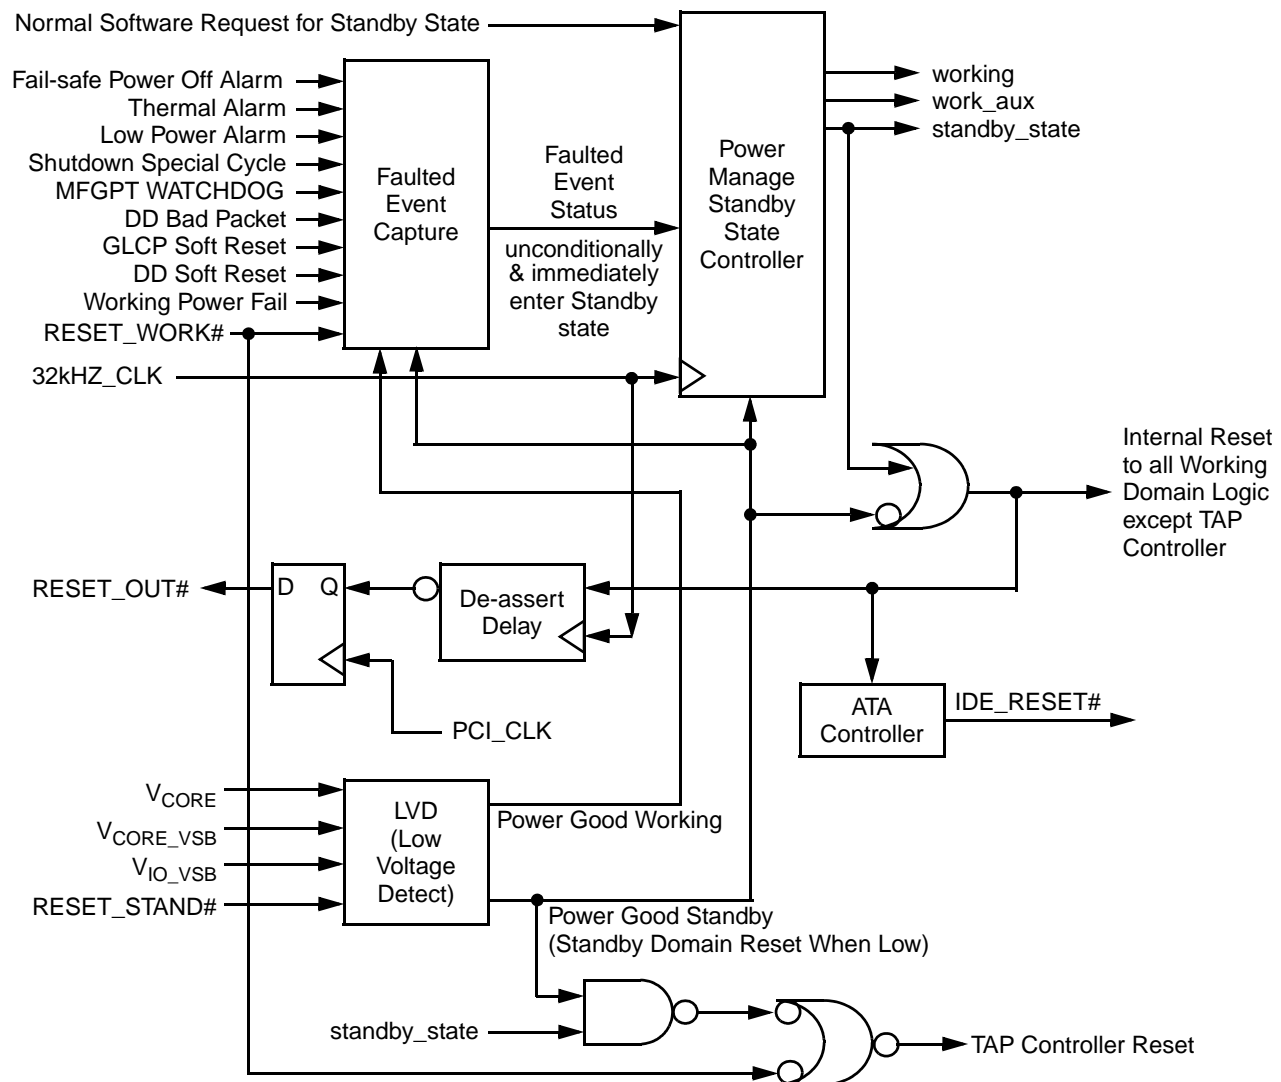 Normal Software Request for Standby State
Fail-safe Power Off Alarm
Thermal Alarm
Low Power Alarm
Shutdown Special Cycle
MFGPT WATCHDOG
DD Bad Packet
GLCP Soft Reset
DD Soft Reset
Working Power Fail
RESET_WORK#
32kHZ_CLK
Faulted
Event
Capture
Faulted
Event
Status
unconditionally
& immediately
enter Standby
state
Power
Manage
Standby
State
Controller
working
work_aux
standby_state
Internal Reset
to all Working
Domain Logic
except TAP
Controller
RESET_OUT#
D Q
De-assert
Delay
PCI_CLK
ATA
Controller
IDE_RESET#
VCORE
VCORE_VSB
VIO_VSB
RESET_STAND#
LVD
(Low
Voltage
Detect)
Power Good Working
Power Good Standby
(Standby Domain Reset When Low)
standby_state
TAP Controller Reset